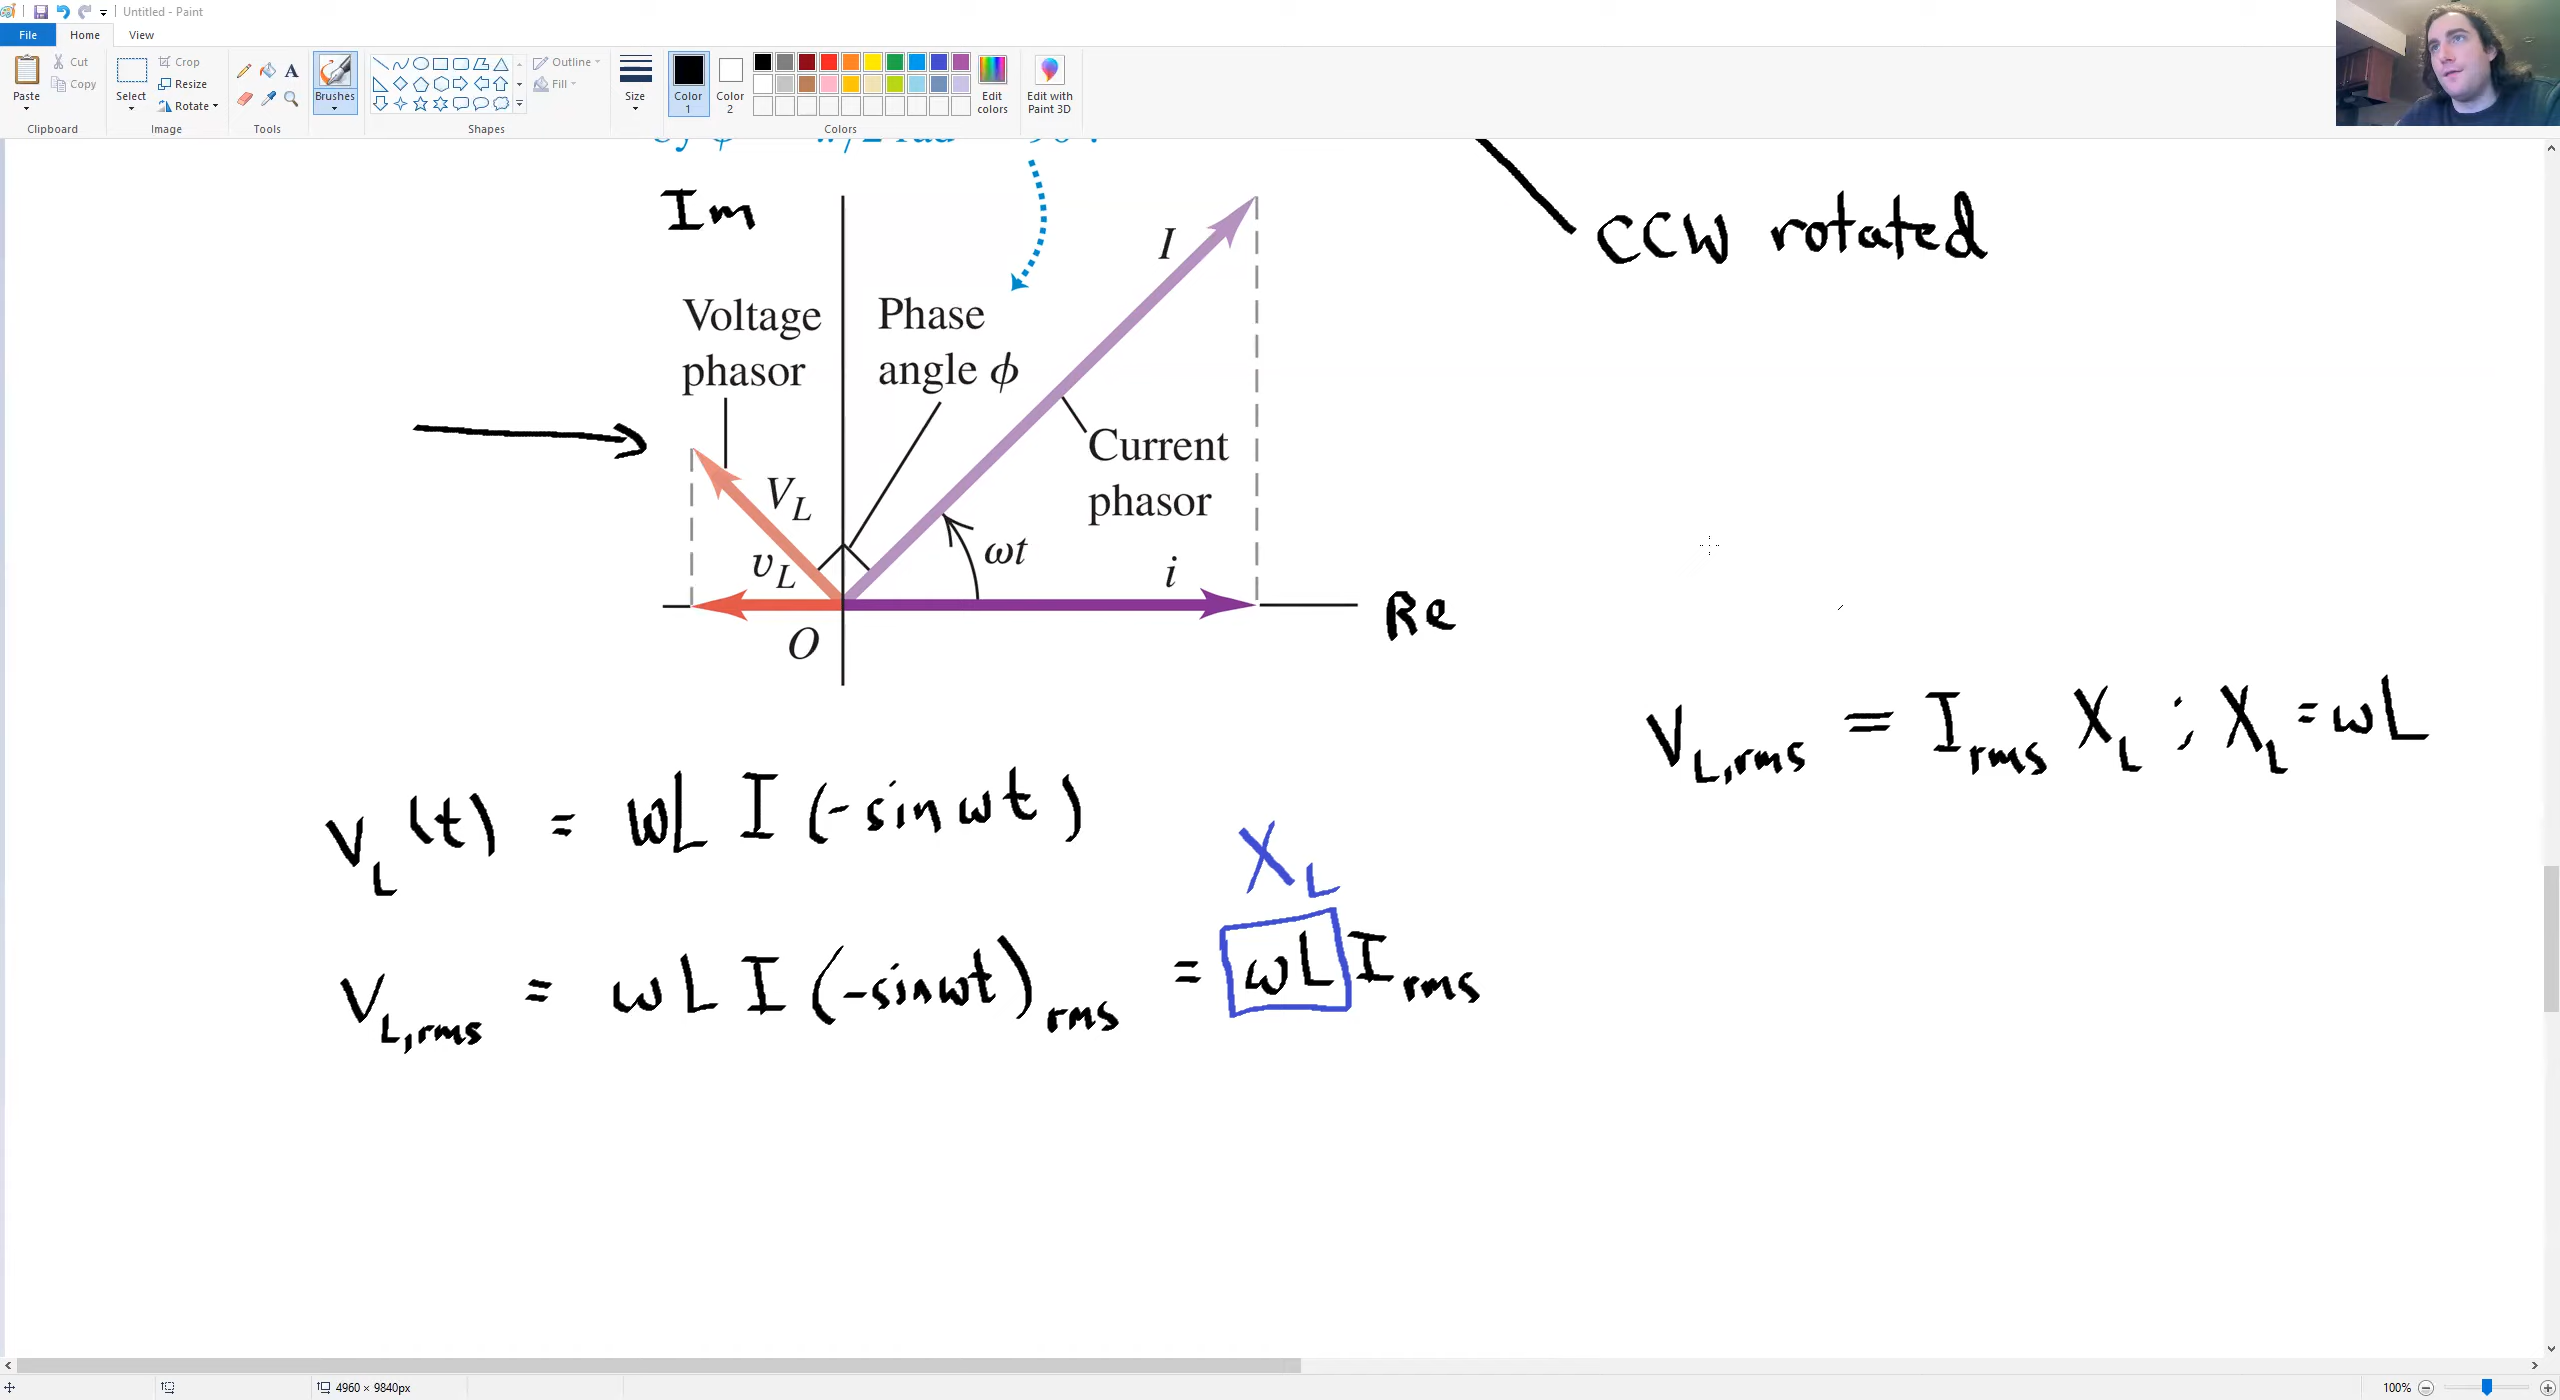 Untitled - Paint
File Home View
Paste Cut Copy Select Crop Resize Rotate Brushes Outline Fill Size Color 1 Color 2 Edit colors Edit with Paint 3D
Clipboard Image Tools Shapes Colors
CCW rotated
Im
I
Voltage phasor
Phase angle ϕ
Current phasor
V_L
v_L
ωt
i
Re
O
V_L,rms = I_rms X_L ; X_L = ωL
V_L(t) = ωL I (-sin ωt)
X_L
V_L,rms = ωL I (-sin ωt)_rms = ωL I_rms
4960 × 9840px
100%